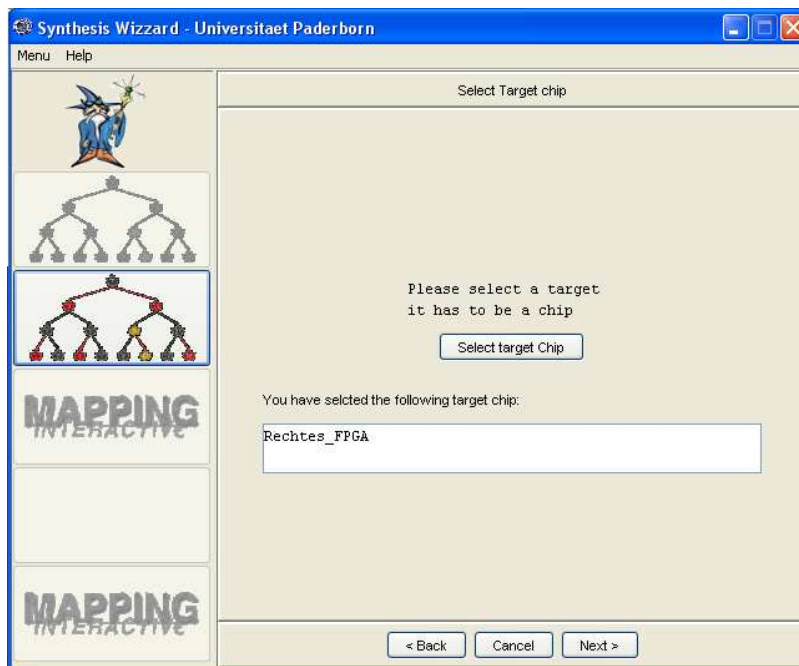 Synthesis Wizzard - Universitaet Paderborn
Menu Help
Select Target chip
Please select a target
it has to be a chip
Select target Chip
You have selcted the following target chip:
Rechtes_FPGA
MAPPING
INTERACTIVE
MAPPING
INTERACTIVE
< Back Cancel Next >